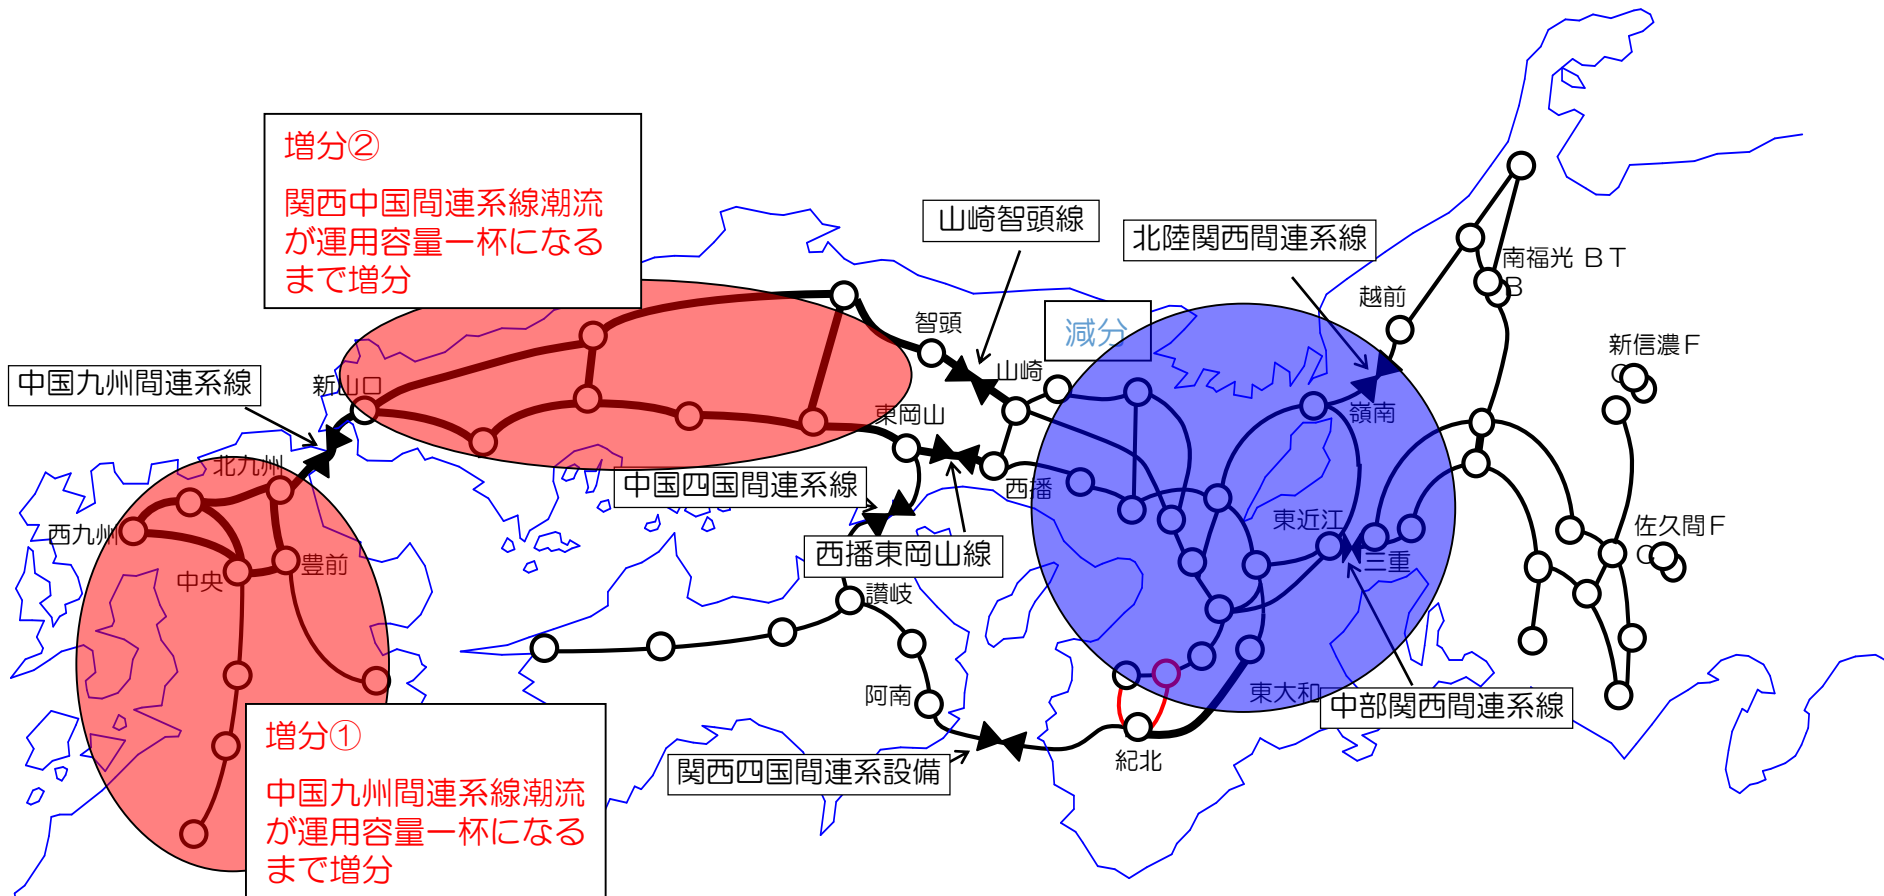 増分②
関西中国間連系線潮流
が運用容量一杯になる
まで増分
山崎智頭線
北陸関西間連系線
南福光 BT
B
越前
智頭
減分
新信濃F
C
中国九州間連系線
新山口
山崎
嶺南
東岡山
北九州
中国四国間連系線
西播
東近江
佐久間F
C
西九州
西播東岡山線
三重
中央
豊前
讃岐
阿南
東大和
中部関西間連系線
増分①
中国九州間連系線潮流
が運用容量一杯になる
まで増分
関西四国間連系設備
紀北